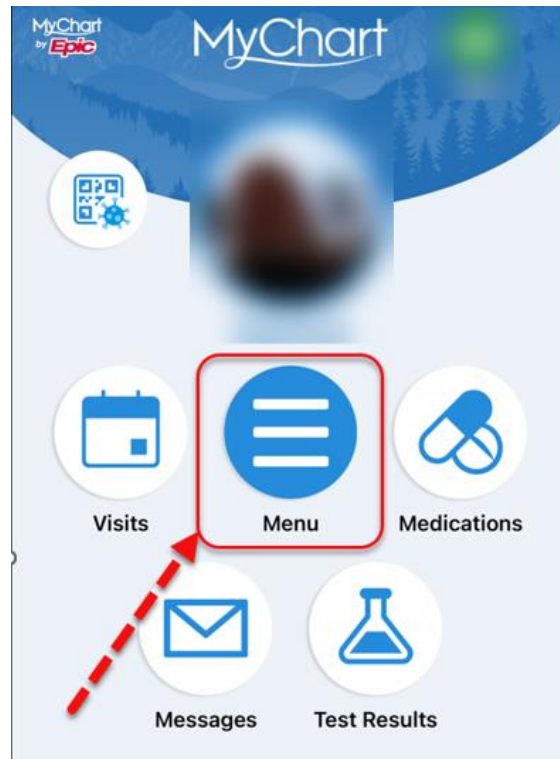 MyChart
by Epic
MyChart
Visits
Menu
Medications
Messages
Test Results